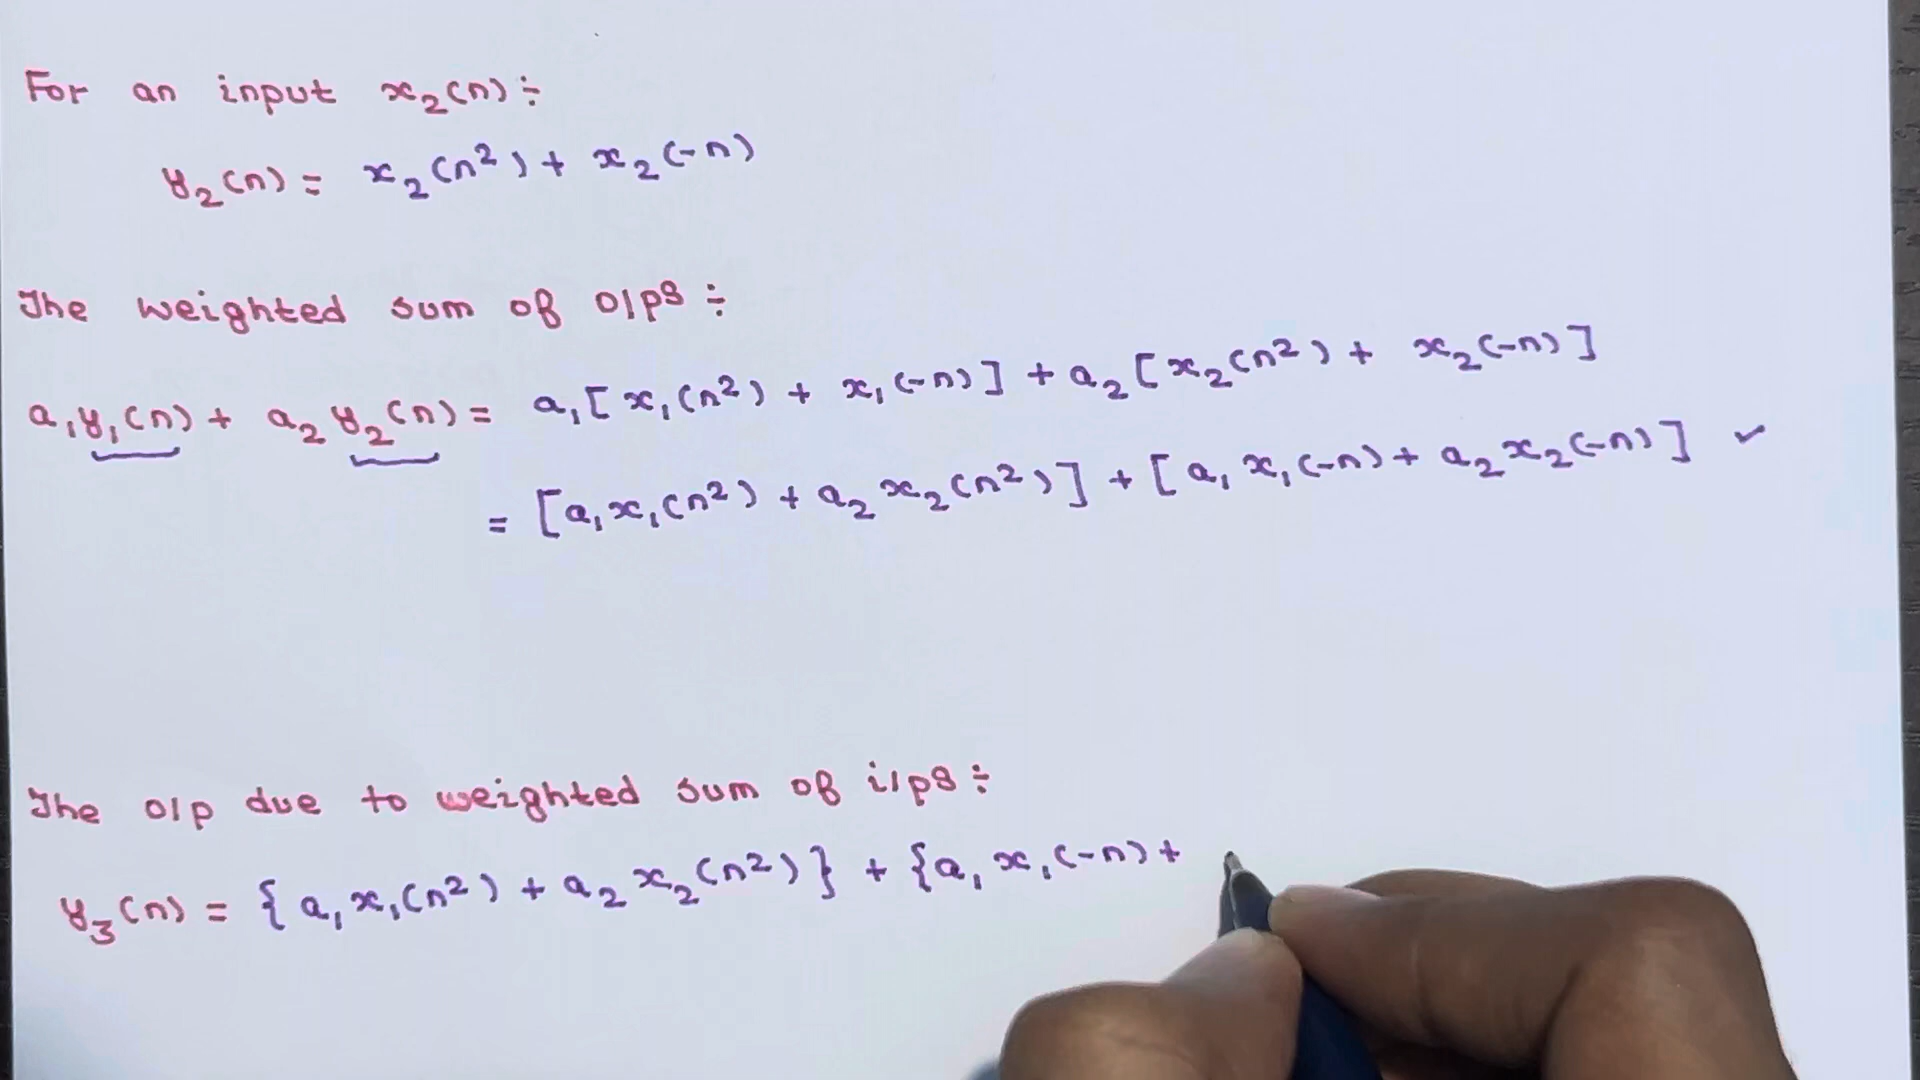 For an input x₂(n) ÷
y₂(n) = x₂(n²) + x₂(-n)
The weighted sum of o/ps ÷
a₁y₁(n) + a₂y₂(n) = a₁[x₁(n²) + x₁(-n)] + a₂[x₂(n²) + x₂(-n)]
= [a₁x₁(n²) + a₂x₂(n²)] + [a₁x₁(-n) + a₂x₂(-n)] ✓
The o/p due to weighted sum of i/ps ÷
y₃(n) = {a₁x₁(n²) + a₂x₂(n²)} + {a₁x₁(-n) +